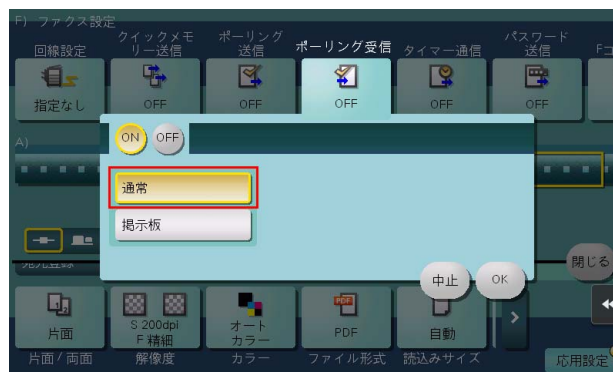 F) ファクス設定
回線設定
クイックメモ
リー送信
ポーリング
送信
ポーリング受信
タイマー通信
パスワード
送信
Fコ
指定なし
OFF
OFF
OFF
OFF
OFF
A)
ON
OFF
通常
掲示板
中止
OK
閉じる
片面
S 200dpi
F 精細
オート
カラー
PDF
PDF
自動
片面/両面
解像度
カラー
ファイル形式
読込みサイズ
応用設定